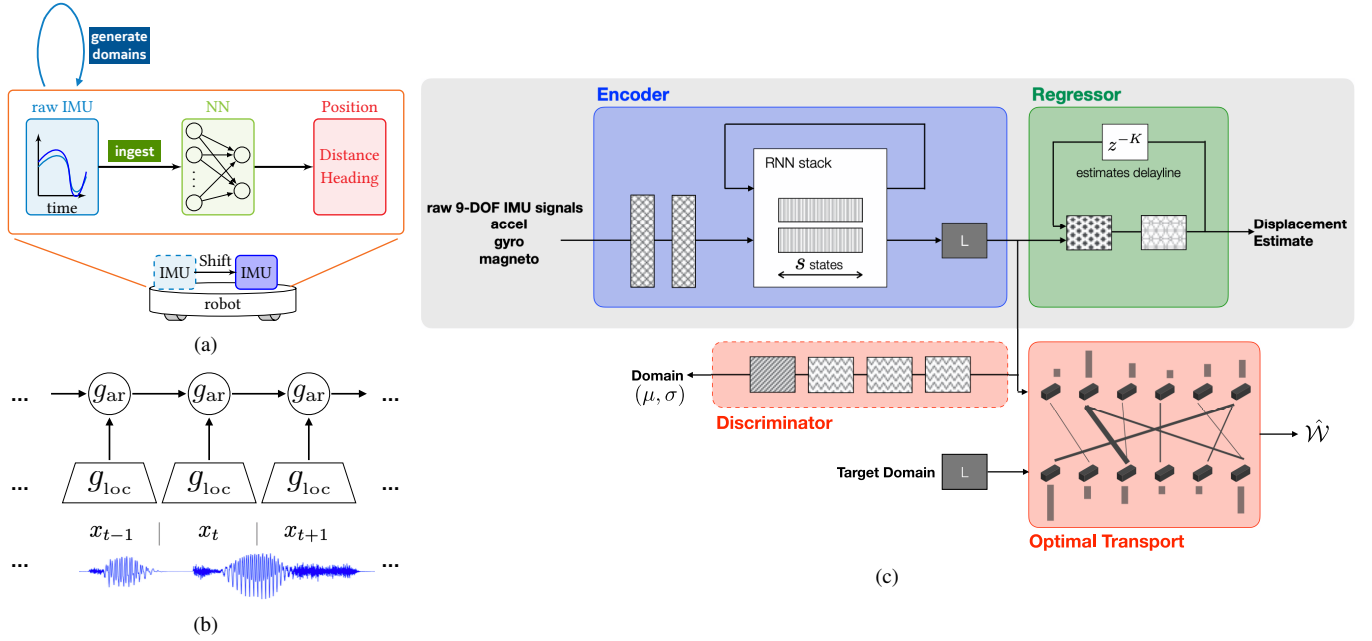 generate
domains
raw IMU
NN
Position
ingest
Distance
Heading
time
IMU
Shift
IMU
robot
(a)
...
g_ar
g_ar
g_ar
...
...
g_loc
g_loc
g_loc
...
x_{t-1}
x_t
x_{t+1}
...
...
(b)
Encoder
Regressor
z^{-K}
estimates delayline
RNN stack
raw 9-DOF IMU signals
accel
gyro
magneto
s states
L
Displacement
Estimate
Domain
(μ, σ)
Discriminator
Target Domain
L
Ŵ
Optimal Transport
(c)